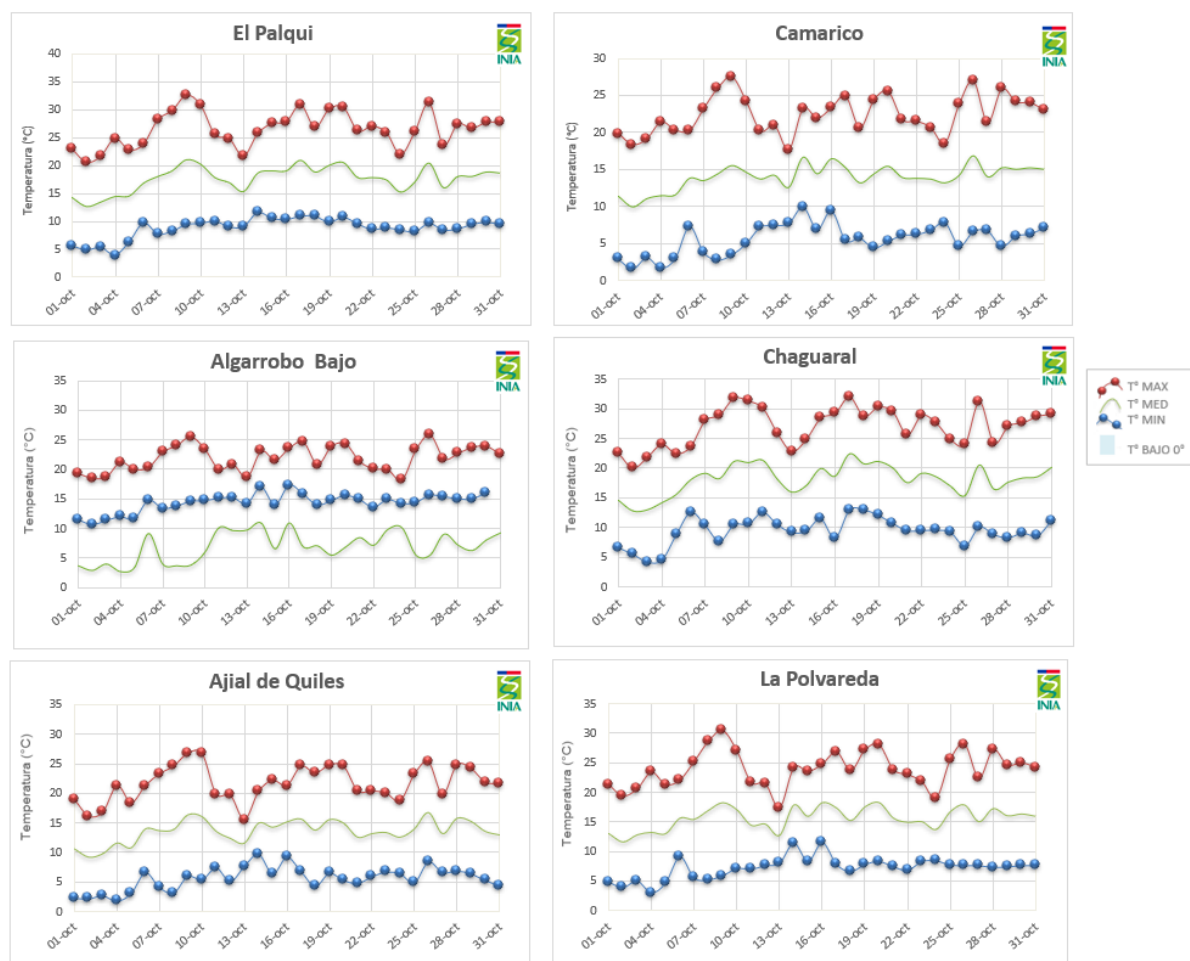 El Palqui
INIA
Temperatura (°C)
40
35
30
25
20
15
10
5
0
01-oct
04-oct
07-oct
10-oct
13-oct
16-oct
19-oct
22-oct
25-oct
28-oct
31-oct
Camarico
INIA
Temperatura (°C)
30
25
20
15
10
5
0
01-oct
04-oct
07-oct
10-oct
13-oct
16-oct
19-oct
22-oct
25-oct
28-oct
31-oct
Algarrobo Bajo
INIA
Temperatura (°C)
35
30
25
20
15
10
5
0
01-oct
04-oct
07-oct
10-oct
13-oct
16-oct
19-oct
22-oct
25-oct
28-oct
31-oct
Chaguaral
INIA
Temperatura (°C)
35
30
25
20
15
10
5
0
01-oct
04-oct
07-oct
10-oct
13-oct
16-oct
19-oct
22-oct
25-oct
28-oct
31-oct
T° MAX
T° MED
T° MIN
T° BAJO 0°
Ajial de Quiles
INIA
Temperatura (°C)
35
30
25
20
15
10
5
0
01-oct
04-oct
07-oct
10-oct
13-oct
16-oct
19-oct
22-oct
25-oct
28-oct
31-oct
La Polvareda
INIA
Temperatura (°C)
35
30
25
20
15
10
5
0
01-oct
04-oct
07-oct
10-oct
13-oct
16-oct
19-oct
22-oct
25-oct
28-oct
31-oct